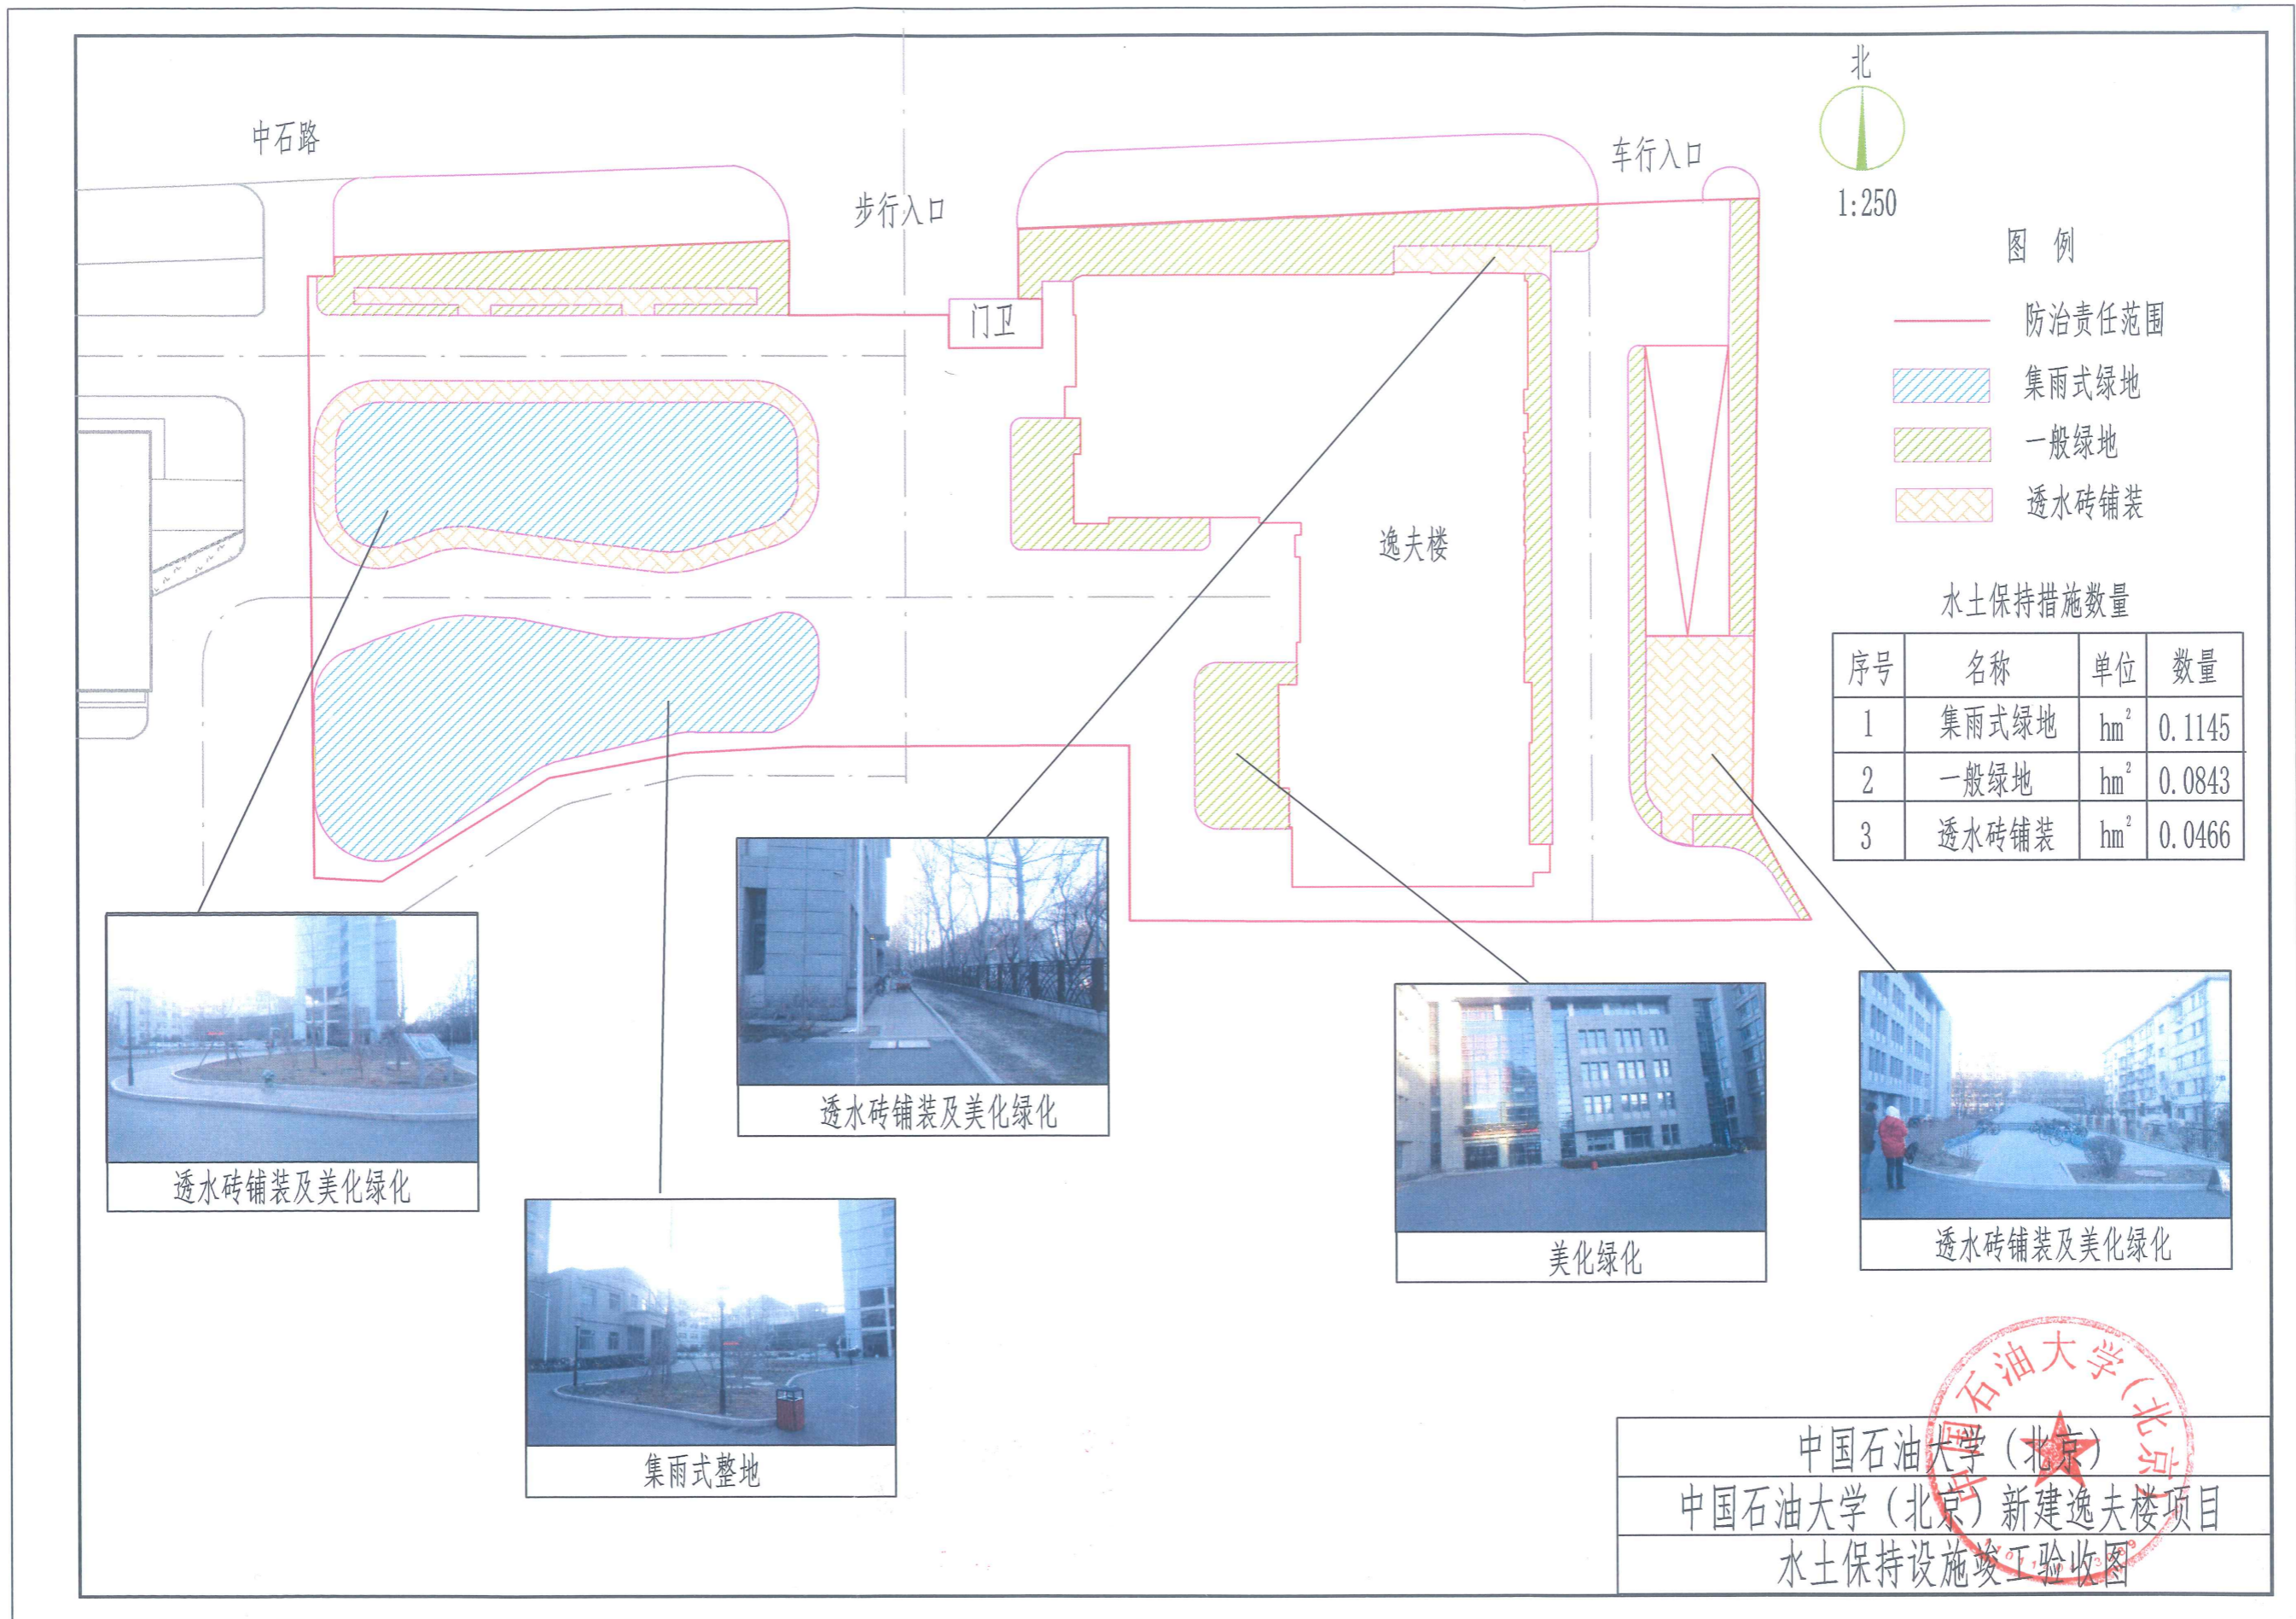 中石路
步行入口
车行入口
北
1:250
图 例
防治责任范围
集雨式绿地
一般绿地
透水砖铺装
门卫
逸夫楼
水土保持措施数量
序号 名称 单位 数量
1 集雨式绿地 hm² 0.1145
2 一般绿地 hm² 0.0843
3 透水砖铺装 hm² 0.0466
透水砖铺装及美化绿化
透水砖铺装及美化绿化
集雨式整地
美化绿化
透水砖铺装及美化绿化
中国石油大学（北京）
中国石油大学（北京）新建逸夫楼项目
水土保持设施竣工验收图
中国石油大学(北京)